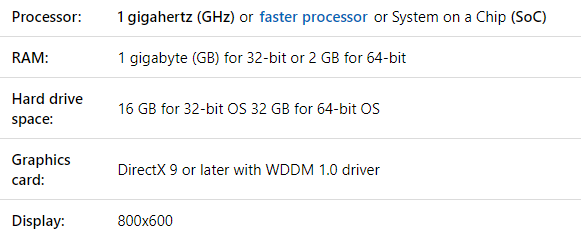 Processor: 1 gigahertz (GHz) or faster processor or System on a Chip (SoC)
RAM: 1 gigabyte (GB) for 32-bit or 2 GB for 64-bit
Hard drive space: 16 GB for 32-bit OS 32 GB for 64-bit OS
Graphics card: DirectX 9 or later with WDDM 1.0 driver
Display: 800x600